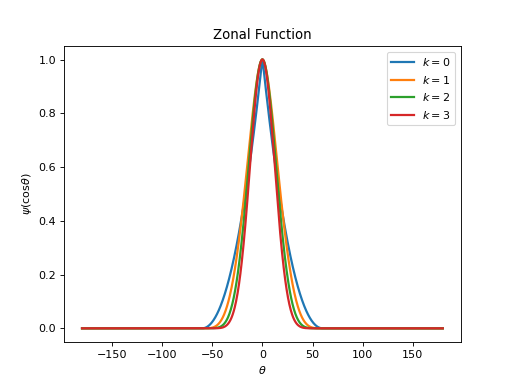 Zonal Function
k = 0
k = 1
k = 2
k = 3
1.0
0.8
0.6
0.4
0.2
0.0
ψ(cosθ)
−150 −100 −50 0 50 100 150
θ